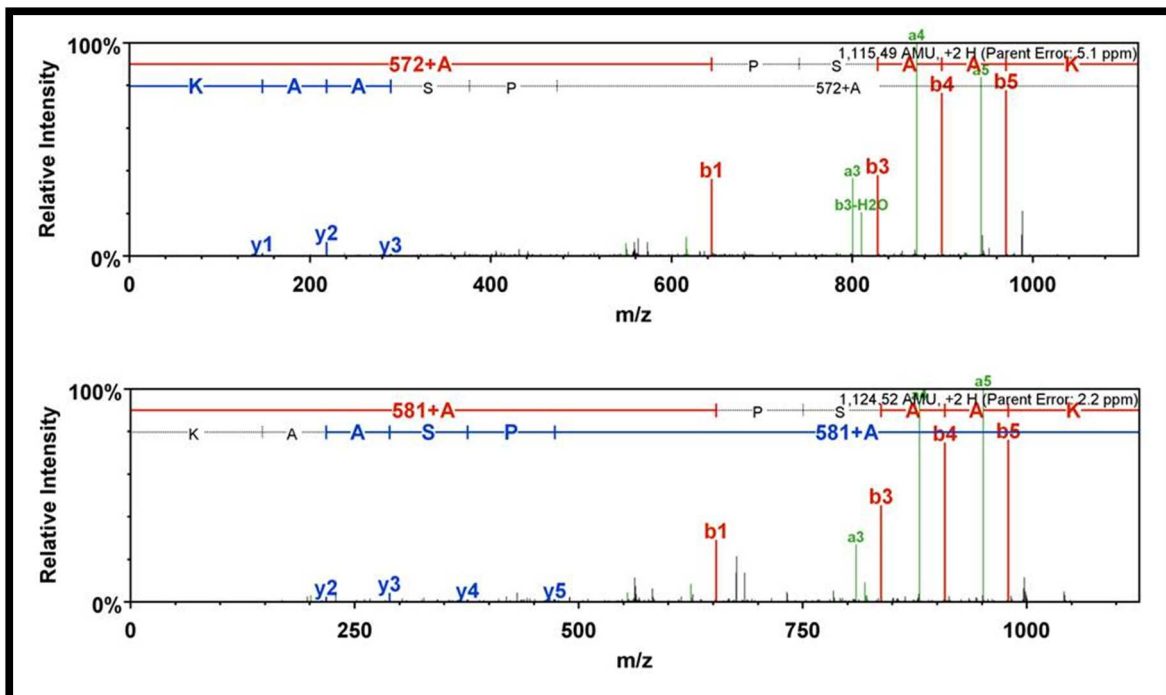 100%
1,115.49 AMU, +2 H (Parent Error: 5.1 ppm)
a4
572+A P S A A K
K A A S P 572+A
a5
b4 b5
Relative Intensity
b1
a3 b3
b3-H2O
y1 y2 y3
0%
0 200 400 600 800 1000
m/z
100%
a5
1,124.52 AMU, +2 H (Parent Error: 2.2 ppm)
581+A P S A A K
K A A S P 581+A
b4 b5
Relative Intensity
b1
b3
a3
y2 y3 y4 y5
0%
0 250 500 750 1000
m/z